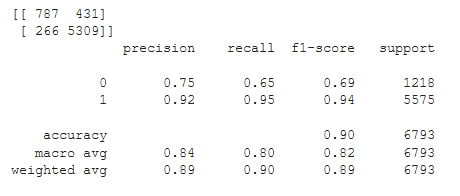 [[ 787  431]
 [ 266 5309]]
              precision    recall  f1-score   support

           0       0.75      0.65      0.69      1218
           1       0.92      0.95      0.94      5575

    accuracy                           0.90      6793
   macro avg       0.84      0.80      0.82      6793
weighted avg       0.89      0.90      0.89      6793